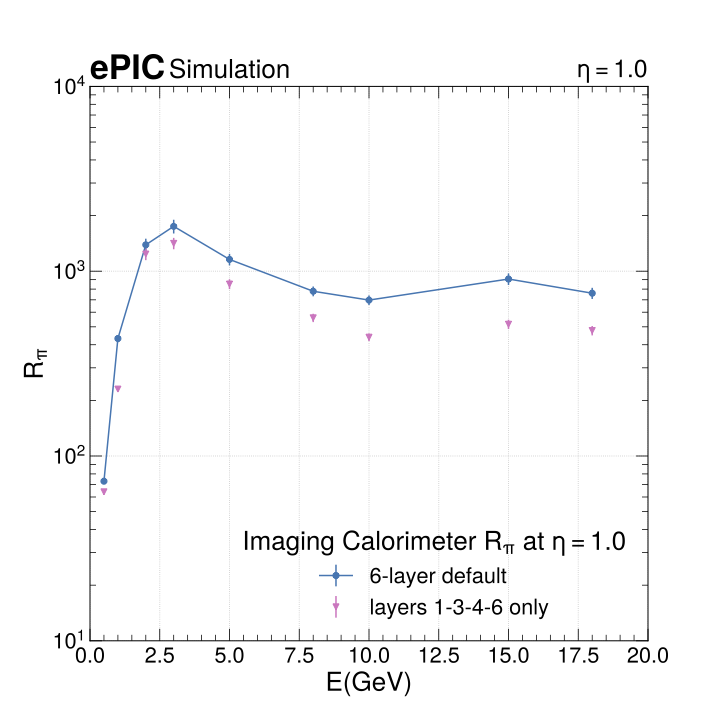 ePIC Simulation η = 1.0
10⁴
10³
10²
10¹
Rπ
Imaging Calorimeter Rπ at η = 1.0
6-layer default
layers 1-3-4-6 only
0.0 2.5 5.0 7.5 10.0 12.5 15.0 17.5 20.0
E(GeV)